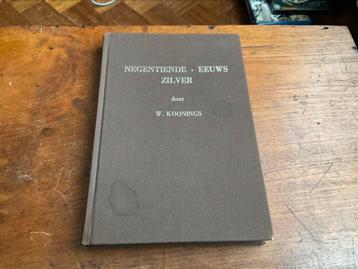 NEGENTIENDE - EEUWS
ZILVER
door
W. KOONINGS